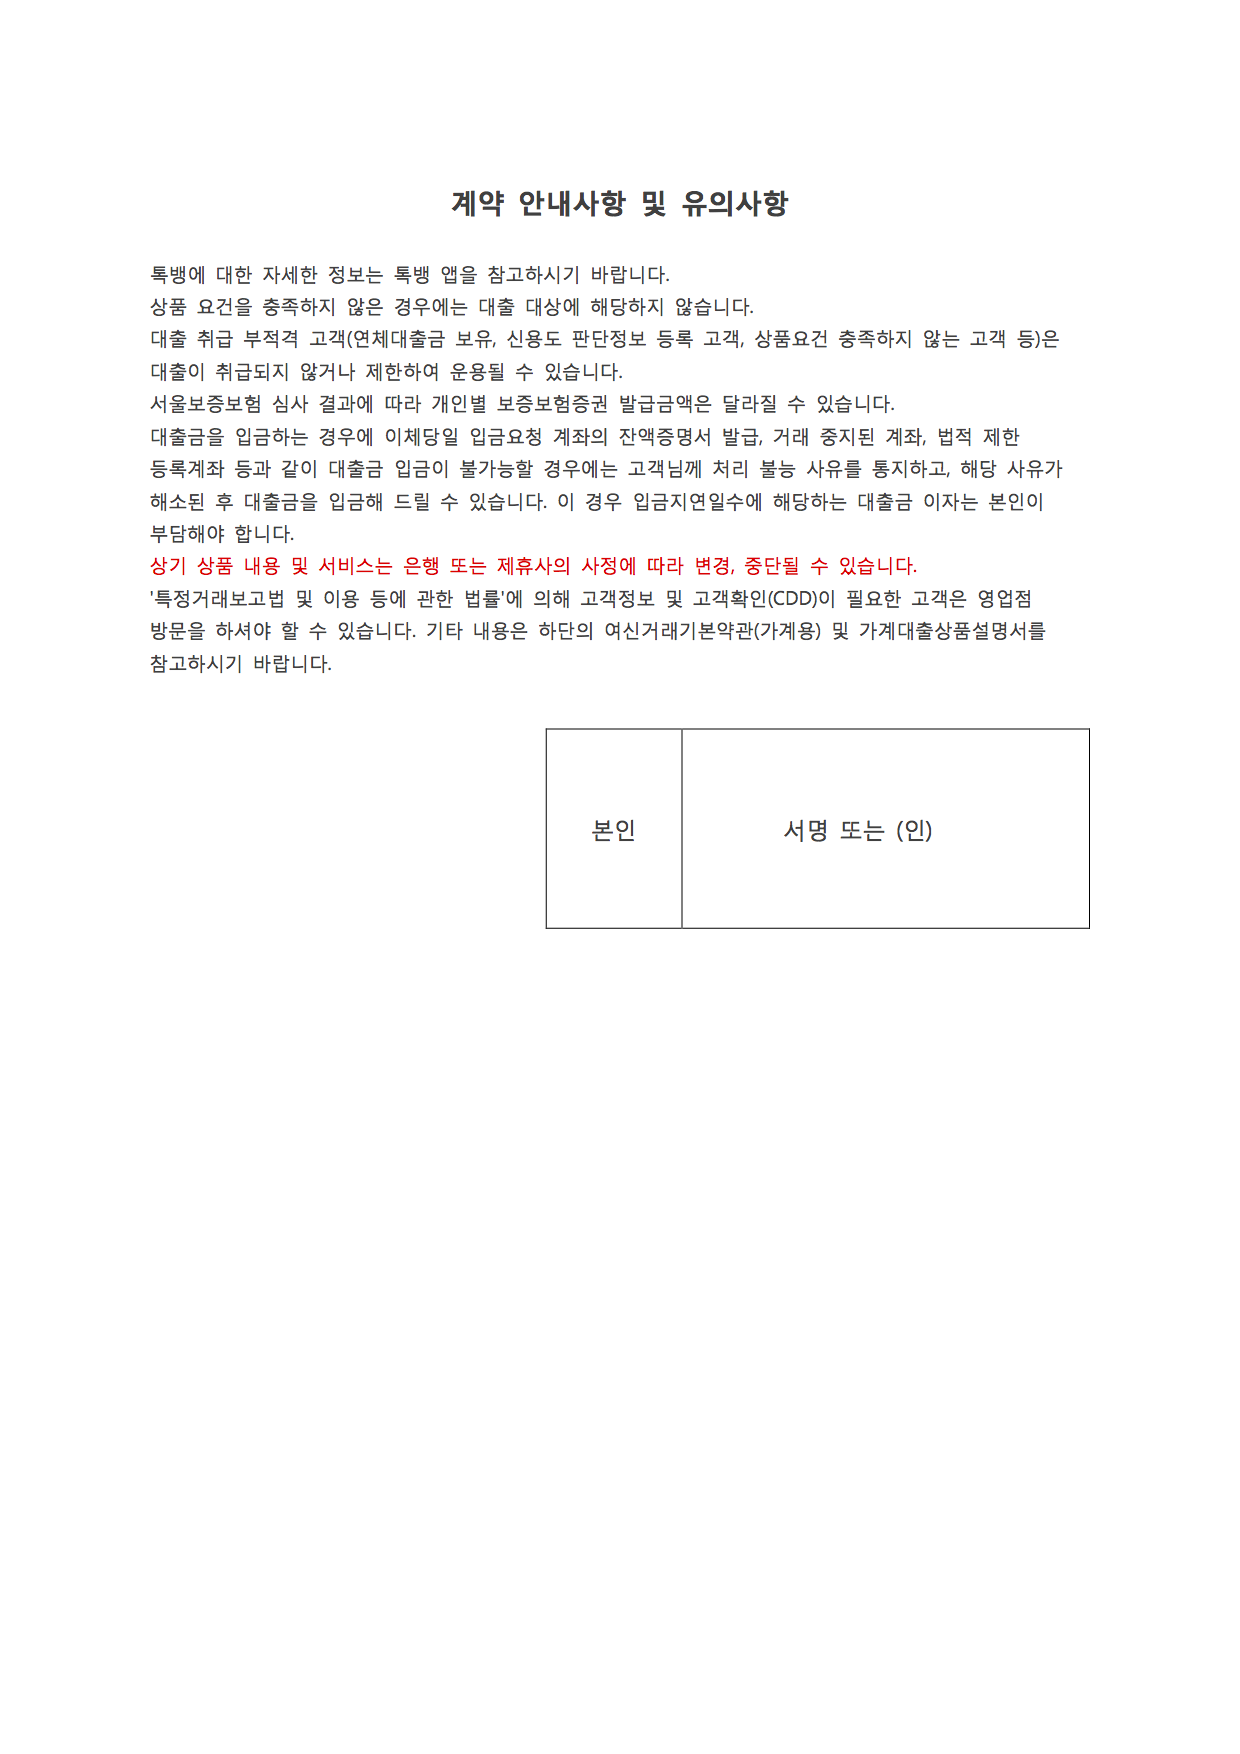 계약 안내사항 및 유의사항
톡뱅에 대한 자세한 정보는 톡뱅 앱을 참고하시기 바랍니다.
상품 요건을 충족하지 않은 경우에는 대출 대상에 해당하지 않습니다.
대출 취급 부적격 고객(연체대출금 보유, 신용도 판단정보 등록 고객, 상품요건 충족하지 않는 고객 등)은
대출이 취급되지 않거나 제한하여 운용될 수 있습니다.
서울보증보험 심사 결과에 따라 개인별 보증보험증권 발급금액은 달라질 수 있습니다.
대출금을 입금하는 경우에 이체당일 입금요청 계좌의 잔액증명서 발급, 거래 중지된 계좌, 법적 제한
등록계좌 등과 같이 대출금 입금이 불가능할 경우에는 고객님께 처리 불능 사유를 통지하고, 해당 사유가
해소된 후 대출금을 입금해 드릴 수 있습니다. 이 경우 입금지연일수에 해당하는 대출금 이자는 본인이
부담해야 합니다.
상기 상품 내용 및 서비스는 은행 또는 제휴사의 사정에 따라 변경, 중단될 수 있습니다.
'특정거래보고법 및 이용 등에 관한 법률'에 의해 고객정보 및 고객확인(CDD)이 필요한 고객은 영업점
방문을 하셔야 할 수 있습니다. 기타 내용은 하단의 여신거래기본약관(가계용) 및 가계대출상품설명서를
참고하시기 바랍니다.
본인 서명 또는 (인)